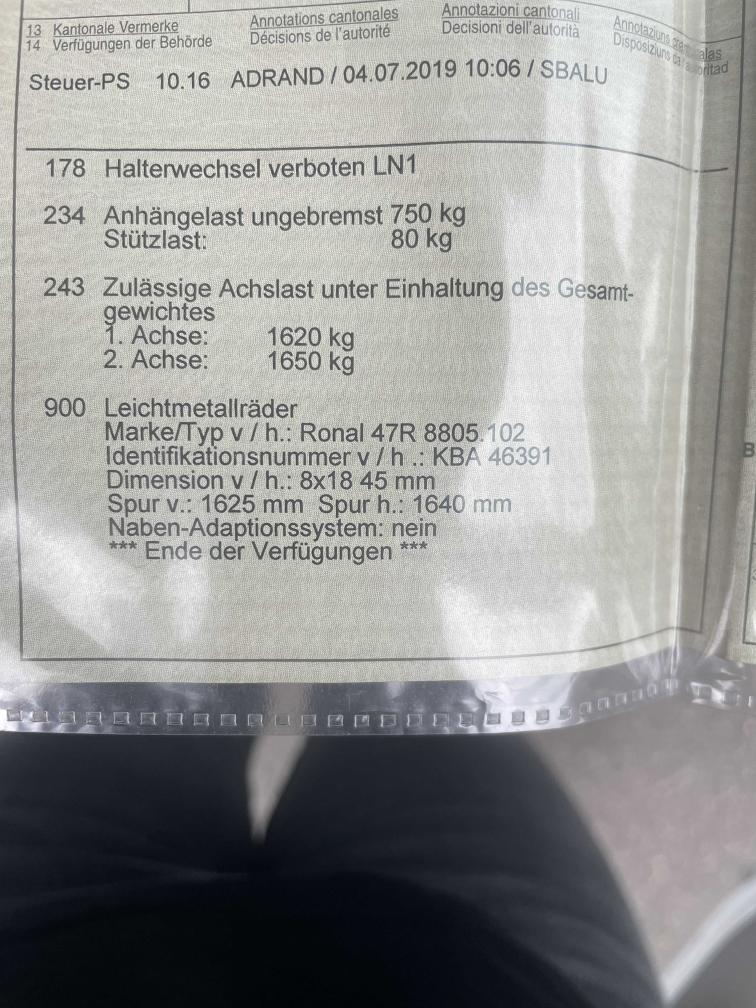 13 Kantonale Vermerke Annotations cantonales Annotazioni cantonali Annotaziuns
14 Verfügungen der Behörde Décisions de l'autorité Decisioni dell'autorità Disposiziuns
Steuer-PS 10.16 ADRAND / 04.07.2019 10:06 / SBALU
178 Halterwechsel verboten LN1
234 Anhängelast ungebremst 750 kg
Stützlast: 80 kg
243 Zulässige Achslast unter Einhaltung des Gesamt-
gewichtes
1. Achse: 1620 kg
2. Achse: 1650 kg
900 Leichtmetallräder
Marke/Typ v / h.: Ronal 47R 8805.102
Identifikationsnummer v / h .: KBA 46391
Dimension v / h.: 8x18 45 mm
Spur v.: 1625 mm Spur h.: 1640 mm
Naben-Adaptionssystem: nein
*** Ende der Verfügungen ***
B